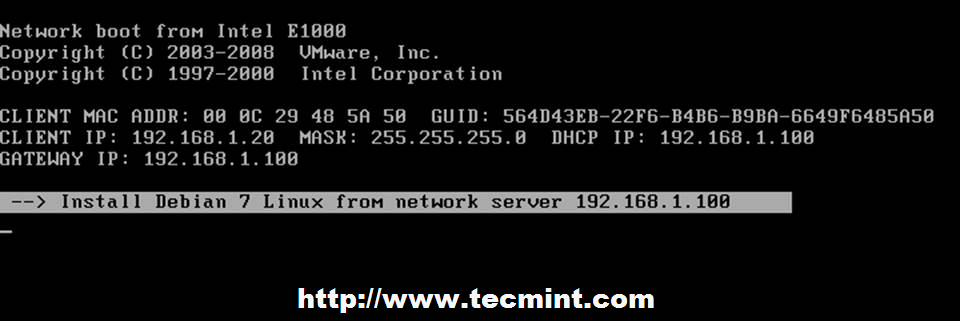 Network boot from Intel E1000
Copyright (C) 2003-2008  VMware, Inc.
Copyright (C) 1997-2000  Intel Corporation
CLIENT MAC ADDR: 00 0C 29 48 5A 50  GUID: 564D43EB-22F6-B4B6-B9BA-6649F6485A50
CLIENT IP: 192.168.1.20  MASK: 255.255.255.0  DHCP IP: 192.168.1.100
GATEWAY IP: 192.168.1.100
--> Install Debian 7 Linux from network server 192.168.1.100
_
http://www.tecmint.com